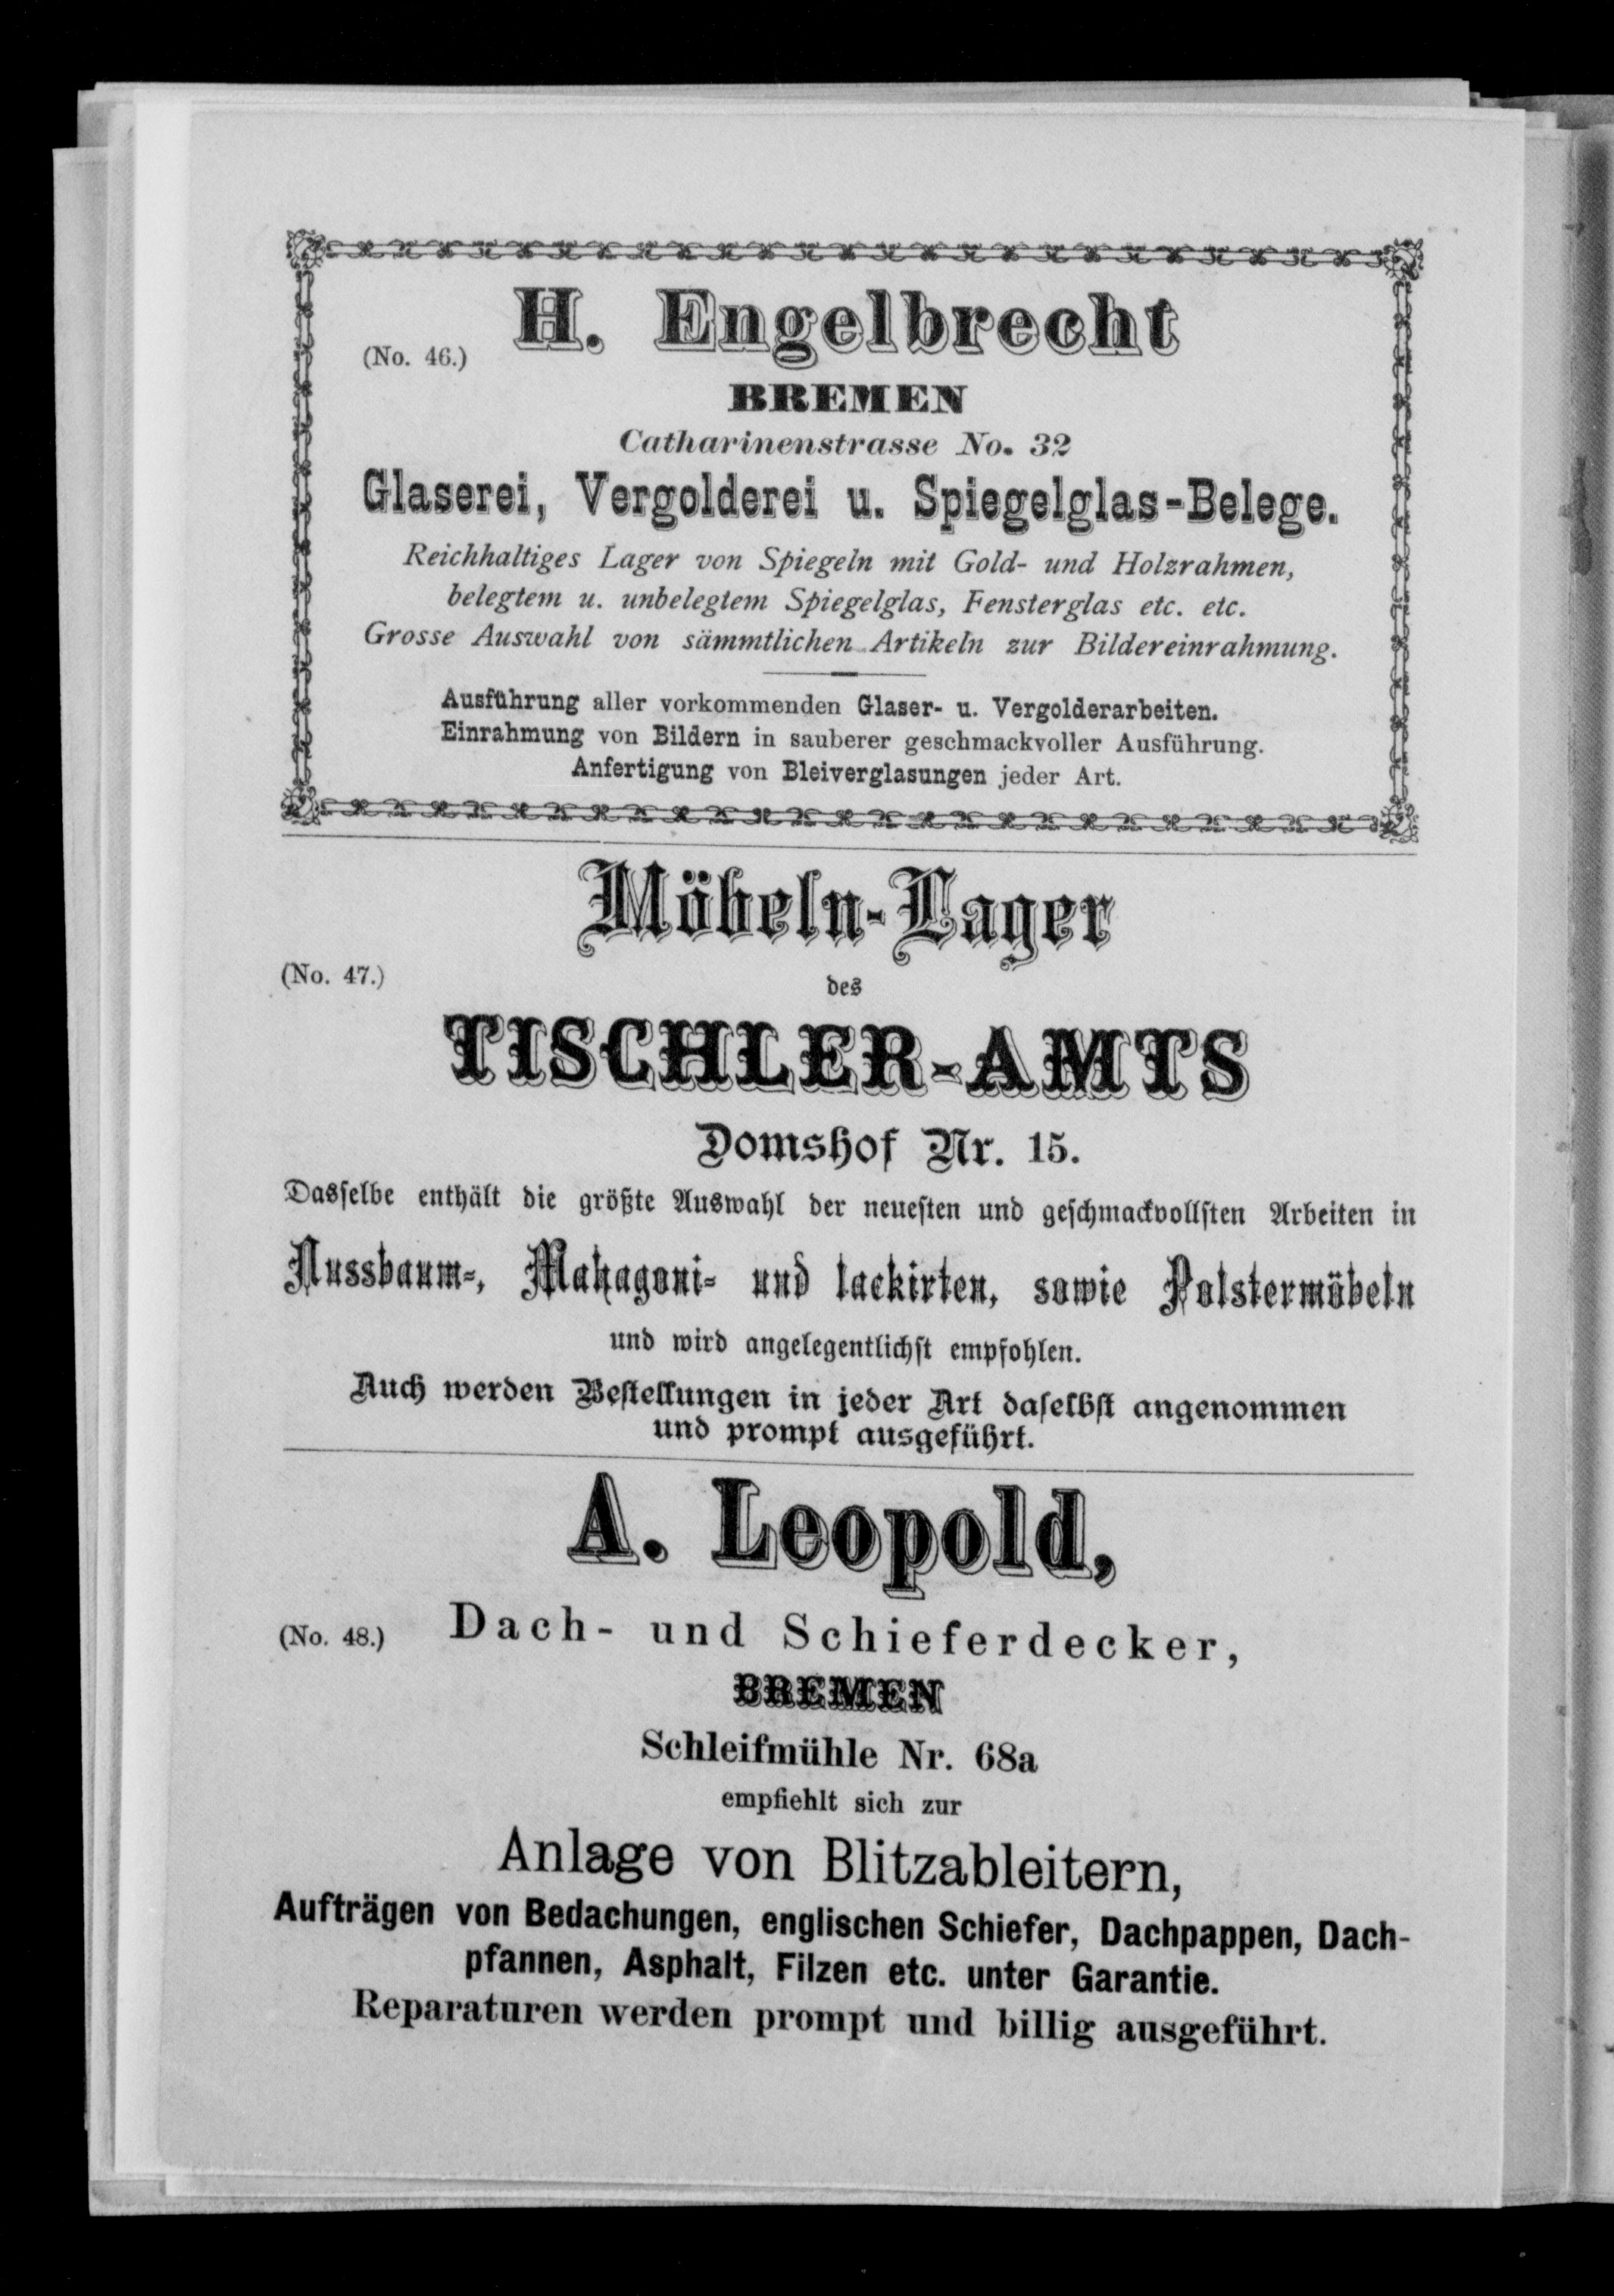 H. Engelbrecht
(No. 46.)
BREMEN
Catharinenstrasse No. 32
Glaserei, Vergolderei u. Spiegelglas-Belege.
Reichhaltiges Lager von Spiegeln mit Gold- und Holzrahmen,
belegtem u. unbelegtem Spiegelglas, Fensterglas etc. etc.
Grosse Auswahl von sämmtlichen Artikeln zur Bildereinrahmung.
Ausführung aller vorkommenden Glaser- u. Vergolderarbeiten.
Einrahmung von Bildern in sauberer geschmackvoller Ausführung.
Anfertigung von Bleiverglasungen jeder Art.
Möbeln-Lager
(No. 47.)
des
TISCHLER-AMTS
Domshof Nr. 15.
Dasselbe enthält die größte Auswahl der neuesten und geschmackvollsten Arbeiten in
Nussbaum-, Mahagoni- und lackirten, sowie Polstermöbeln
und wird angelegentlichst empfohlen.
Auch werden Bestellungen in jeder Art daselbst angenommen
und prompt ausgeführt.
A. Leopold,
(No. 48.) Dach- und Schieferdecker,
BREMEN
Schleifmühle Nr. 68a
empfiehlt sich zur
Anlage von Blitzableitern,
Aufträgen von Bedachungen, englischen Schiefer, Dachpappen, Dach-
pfannen, Asphalt, Filzen etc. unter Garantie.
Reparaturen werden prompt und billig ausgeführt.